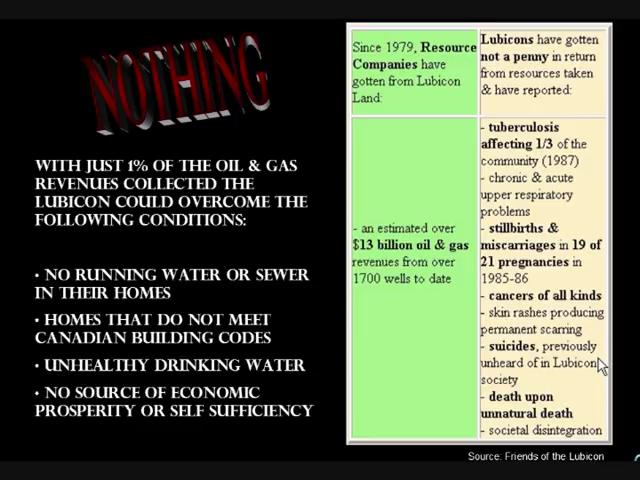 NOTHING
WITH JUST 1% OF THE OIL & GAS
REVENUES COLLECTED THE
LUBICON COULD OVERCOME THE
FOLLOWING CONDITIONS:
• NO RUNNING WATER OR SEWER
IN THEIR HOMES
• HOMES THAT DO NOT MEET
CANADIAN BUILDING CODES
• UNHEALTHY DRINKING WATER
• NO SOURCE OF ECONOMIC
PROSPERITY OR SELF SUFFICIENCY
Since 1979, Resource
Companies have
gotten from Lubicon
Land:
Lubicons have gotten
not a penny in return
from resources taken
& have reported:
- an estimated over
$13 billion oil & gas
revenues from over
1700 wells to date
- tuberculosis
affecting 1/3 of the
community (1987)
- chronic & acute
upper respiratory
problems
- stillbirths &
miscarriages in 19 of
21 pregnancies in
1985-86
- cancers of all kinds
- skin rashes producing
permanent scarring
- suicides, previously
unheard of in Lubicon
society
- death upon
unnatural death
- societal disintegration
Source: Friends of the Lubicon